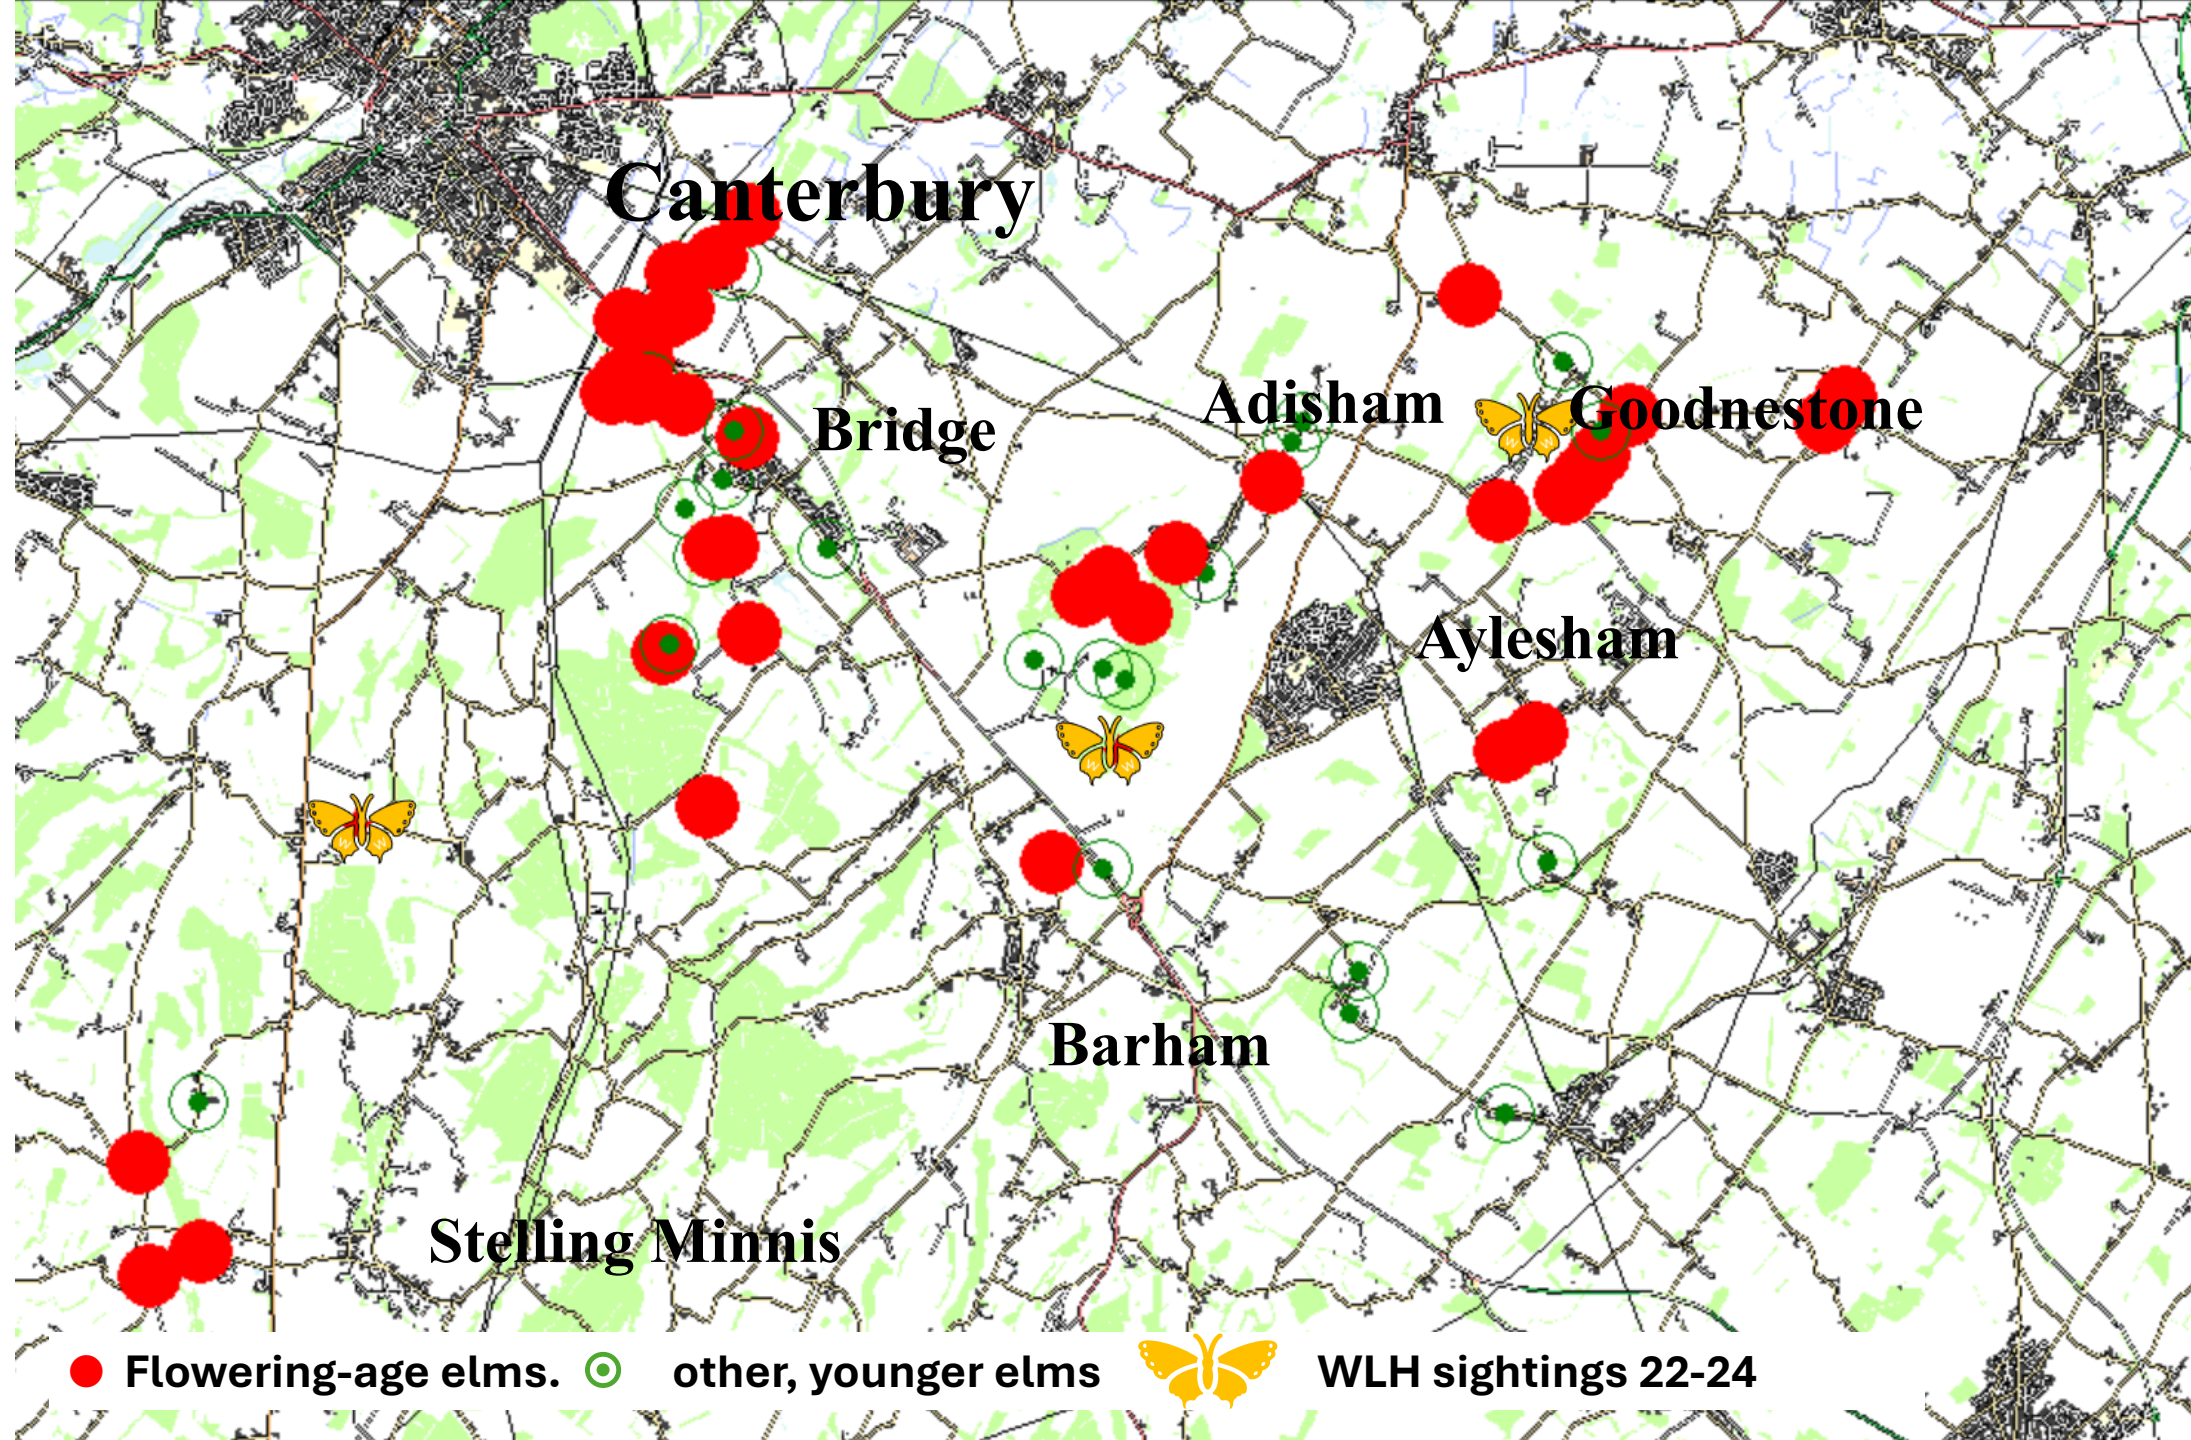 Canterbury
Adisham
Goodnestone
Bridge
Aylesham
W W
W W
W W
Barham
Stelling Minnis
Flowering-age elms. other, younger elms WLH sightings 22-24